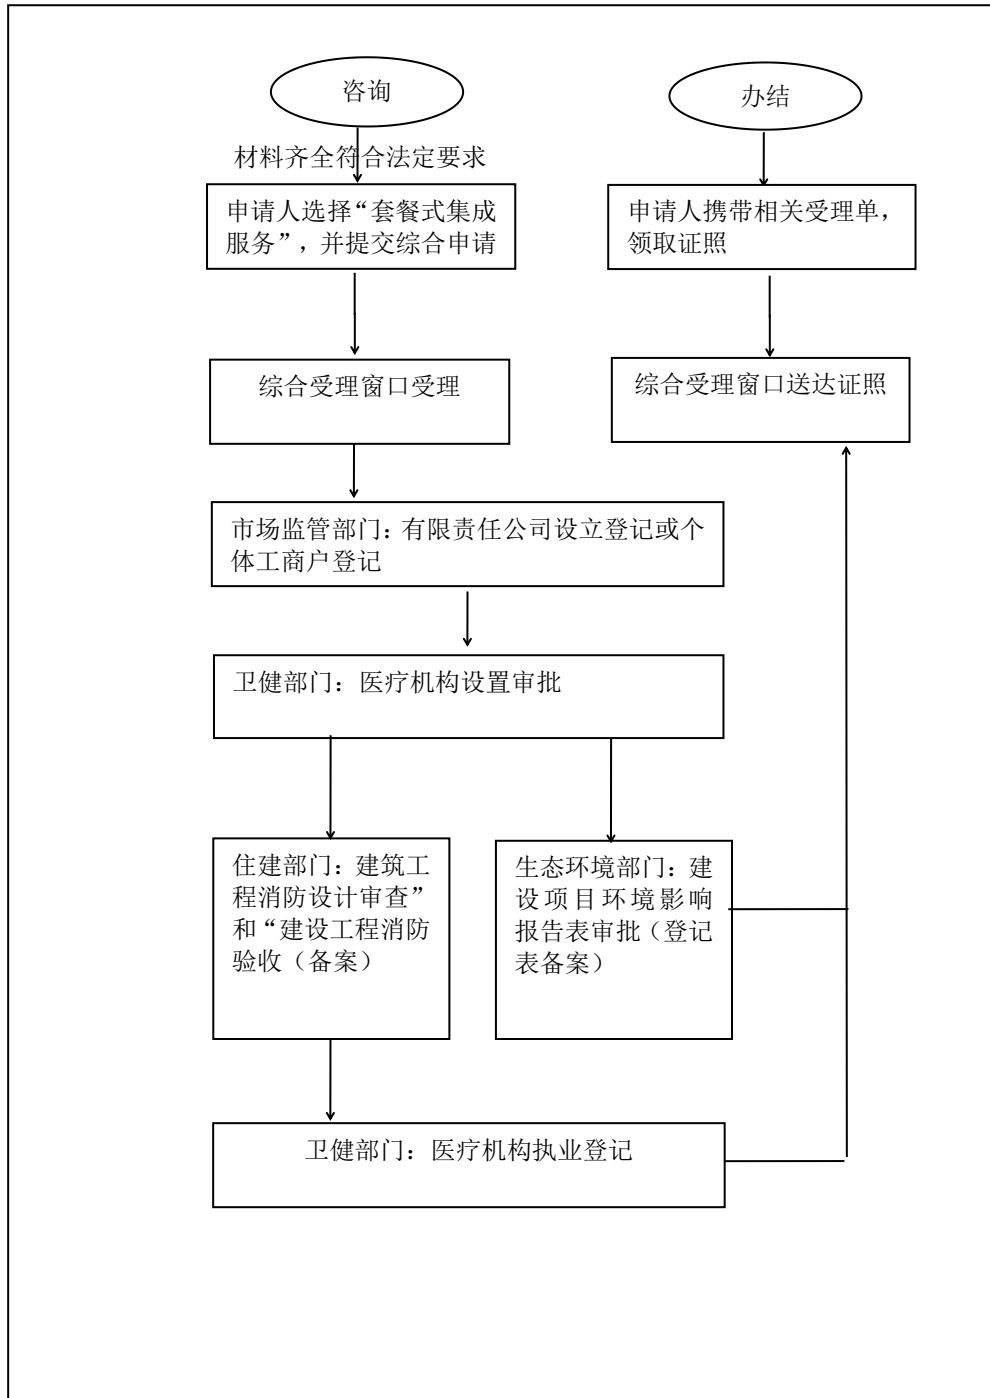 咨询
材料齐全符合法定要求
申请人选择“套餐式集成
服务”，并提交综合申请
综合受理窗口受理
市场监管部门：有限责任公司设立登记或个
体工商户登记
卫健部门：医疗机构设置审批
住建部门：建筑工
程消防设计审查”
和“建设工程消防
验收（备案）
生态环境部门：建
设项目环境影响
报告表审批（登记
表备案）
卫健部门：医疗机构执业登记
办结
申请人携带相关受理单，
领取证照
综合受理窗口送达证照